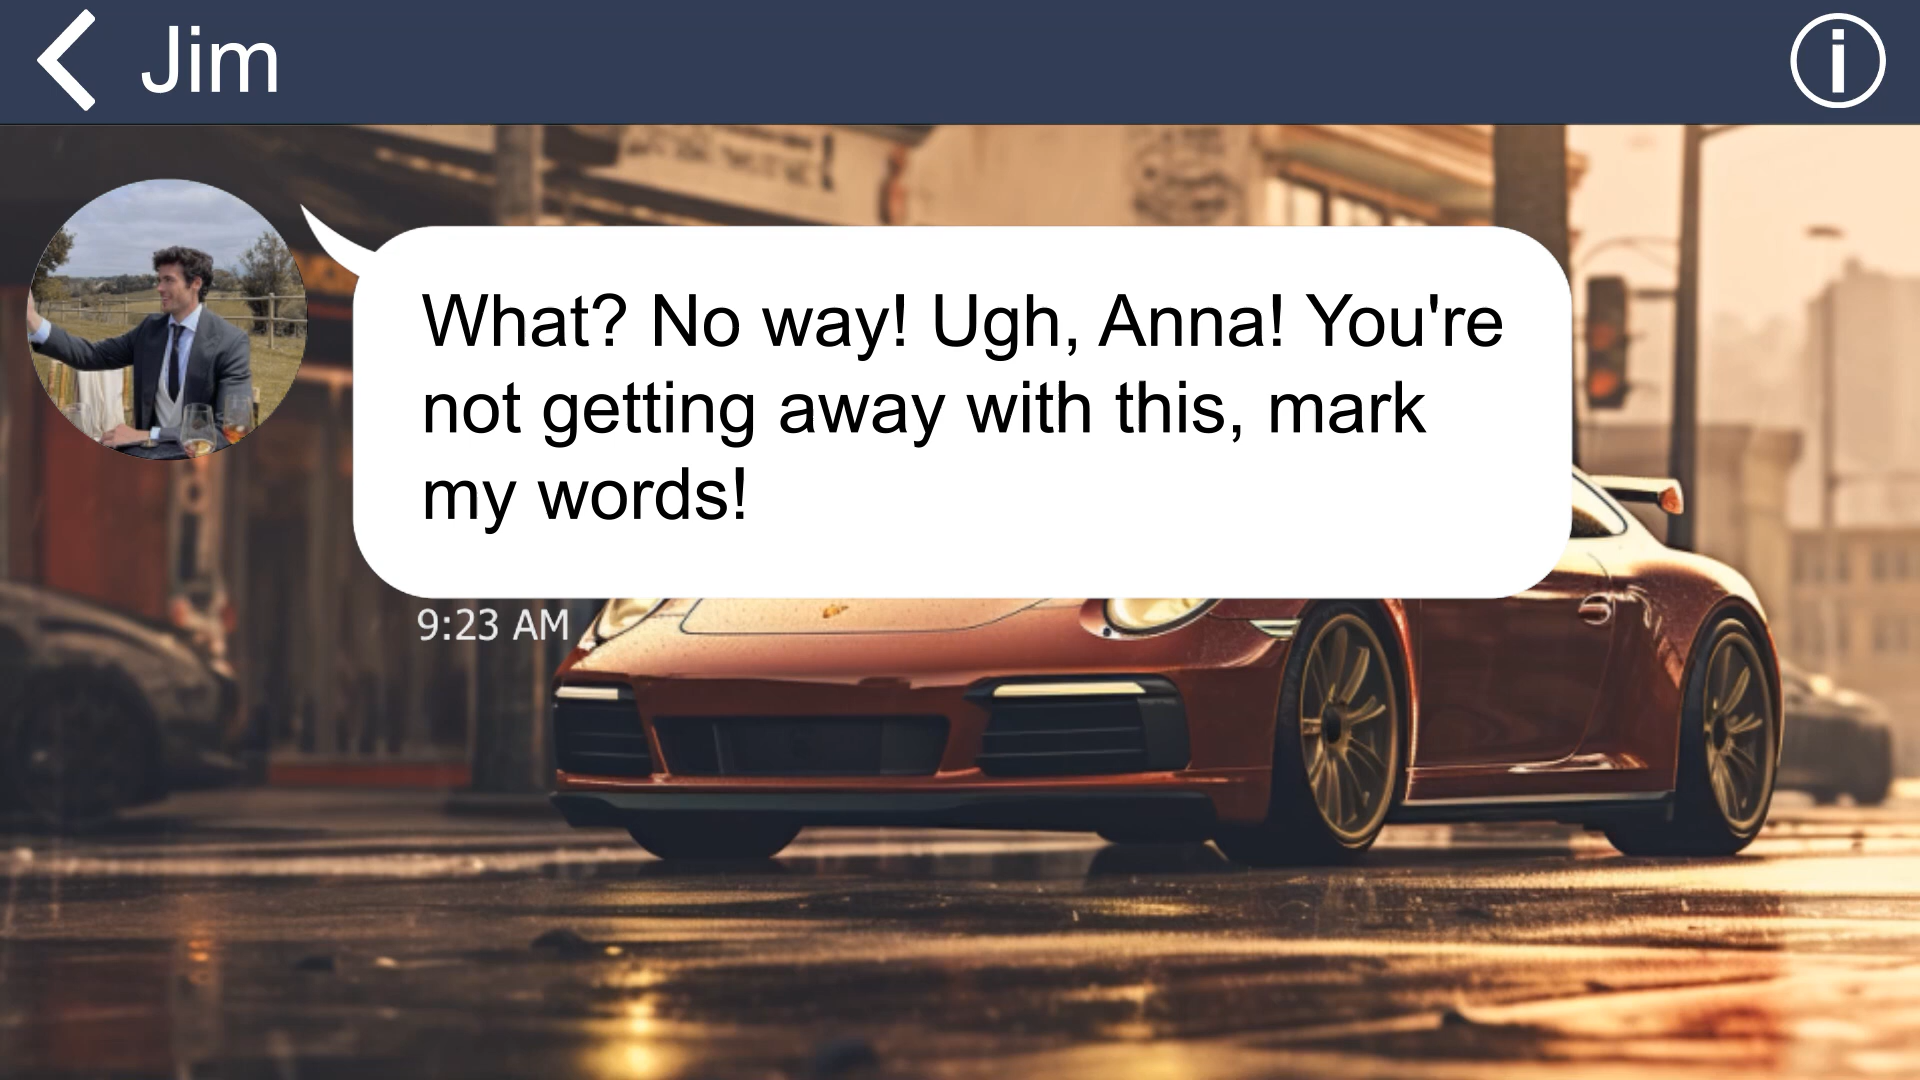 Jim
What? No way! Ugh, Anna! You're
not getting away with this, mark
my words!
9:23 AM